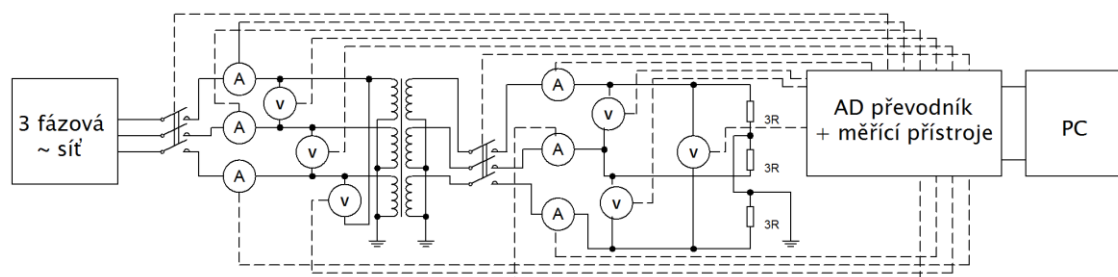 3 fázová
~ síť
A
A
A
v
v
v
A
A
A
v
v
v
3R
3R
3R
AD převodník
+ měřící přístroje
PC